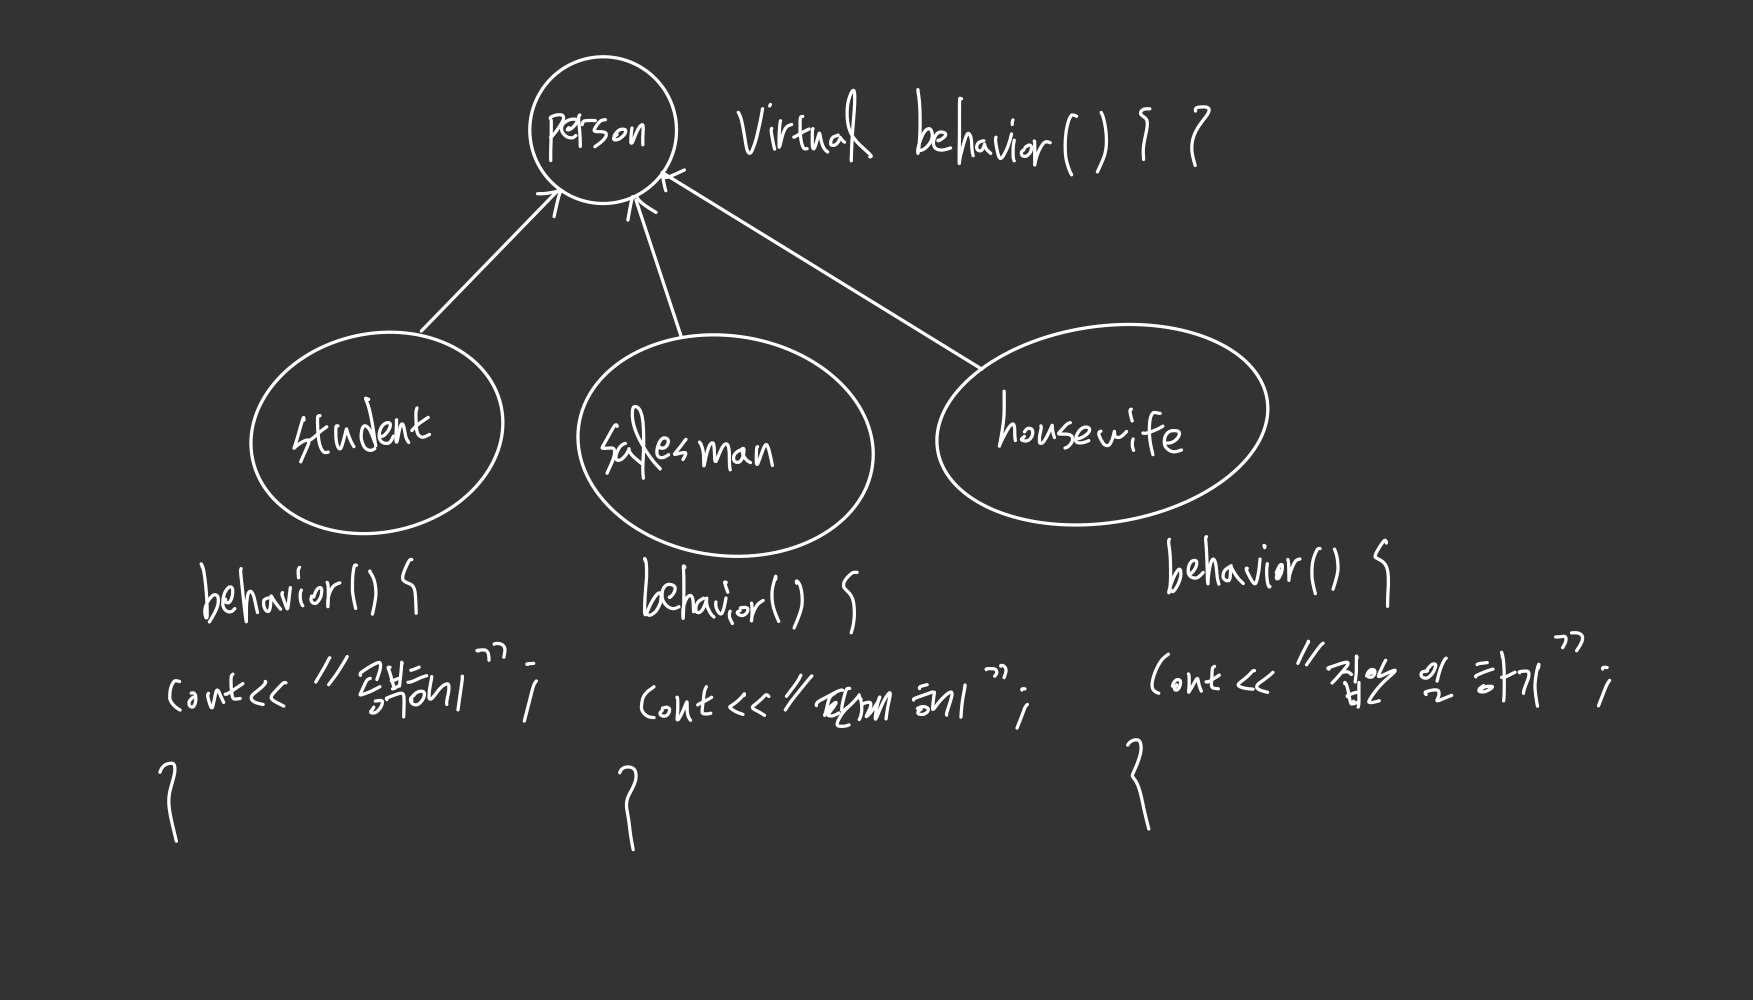 person
virtual behavior() { }
student
salesman
housewife
behavior() {
cout<< "공부하기";
}
behavior() {
cout<<"판매 하기";
}
behavior() {
cout<<"집안 일 하기";
}